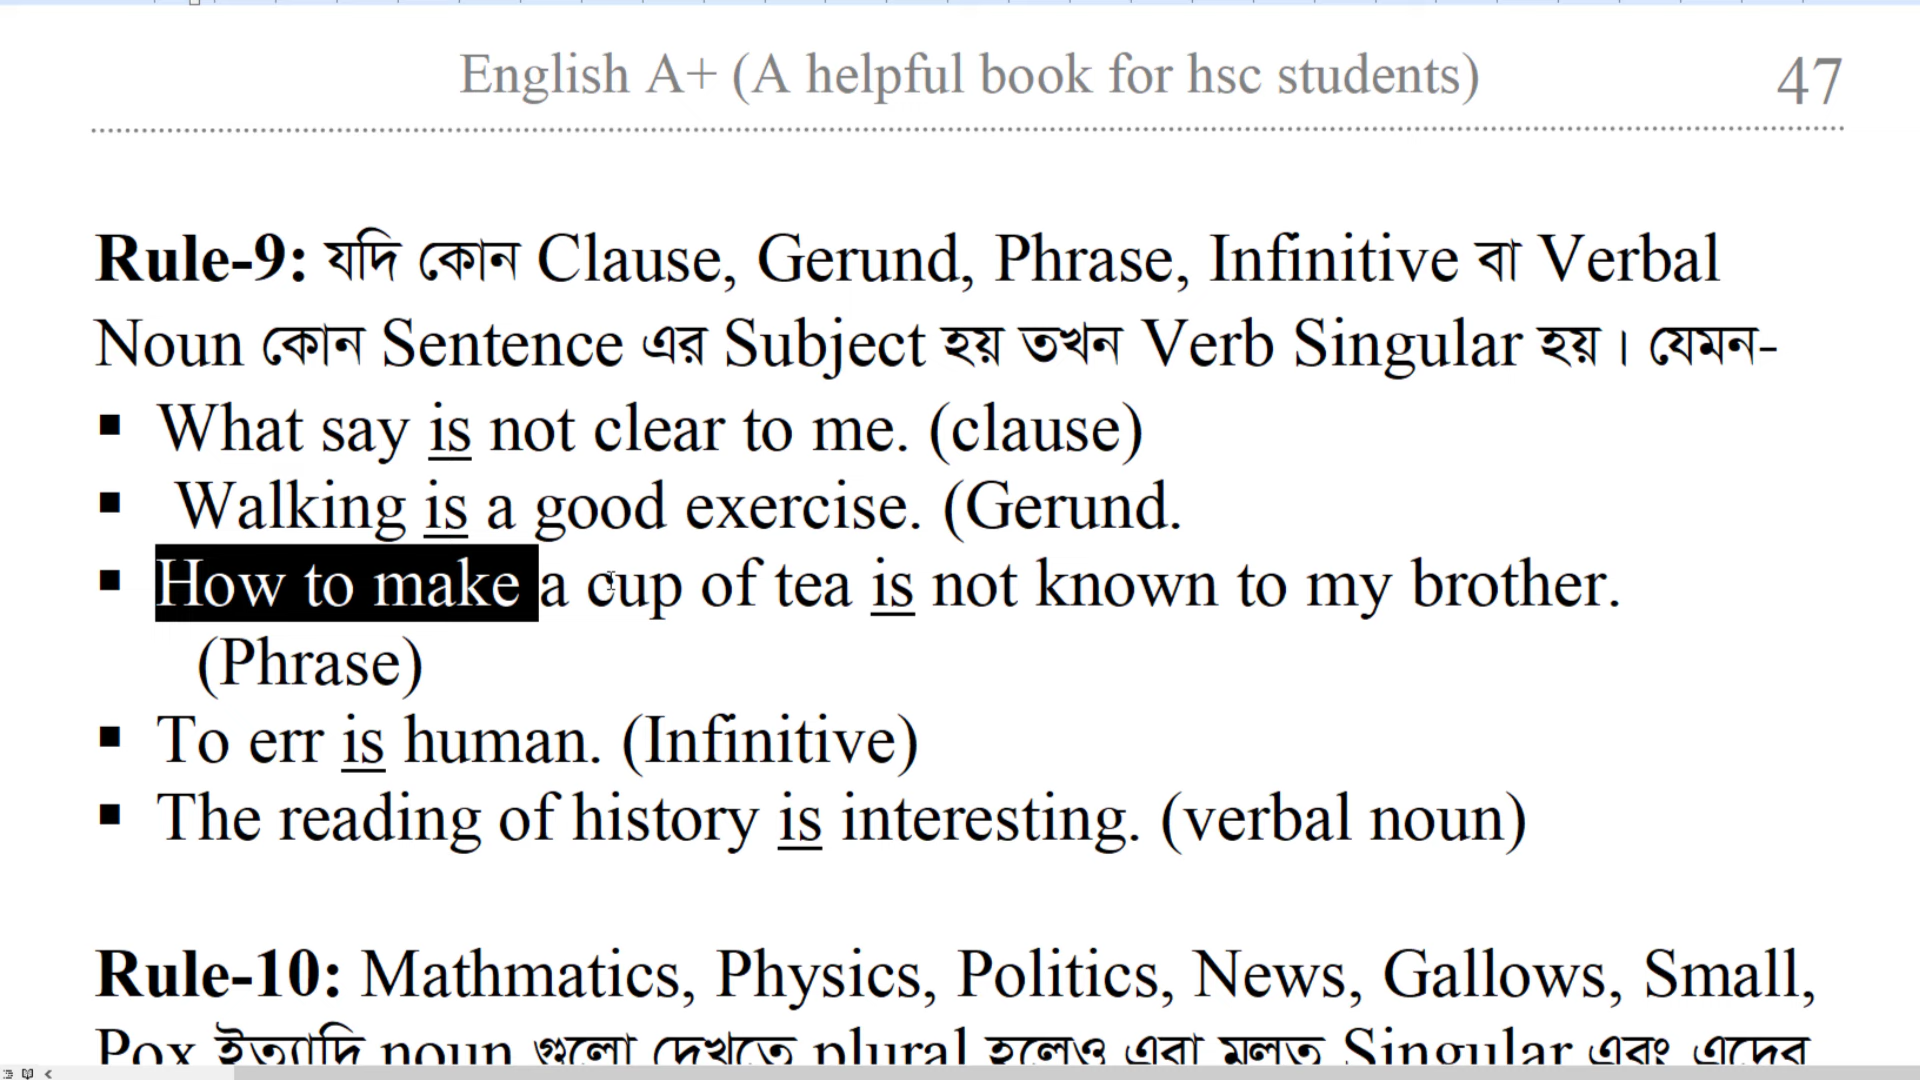 English A+ (A helpful book for hsc students) 47
Rule-9: যদি কোন Clause, Gerund, Phrase, Infinitive বা Verbal
Noun কোন Sentence এর Subject হয় তখন Verb Singular হয়। যেমন-
▪ What say is not clear to me. (clause)
▪ Walking is a good exercise. (Gerund.
▪ How to make a cup of tea is not known to my brother.
(Phrase)
▪ To err is human. (Infinitive)
▪ The reading of history is interesting. (verbal noun)
Rule-10: Mathmatics, Physics, Politics, News, Gallows, Small,
Pox ইত্যাদি noun গুলো দেখতে plural হলেও এরা মূলত Singular এবং এদের